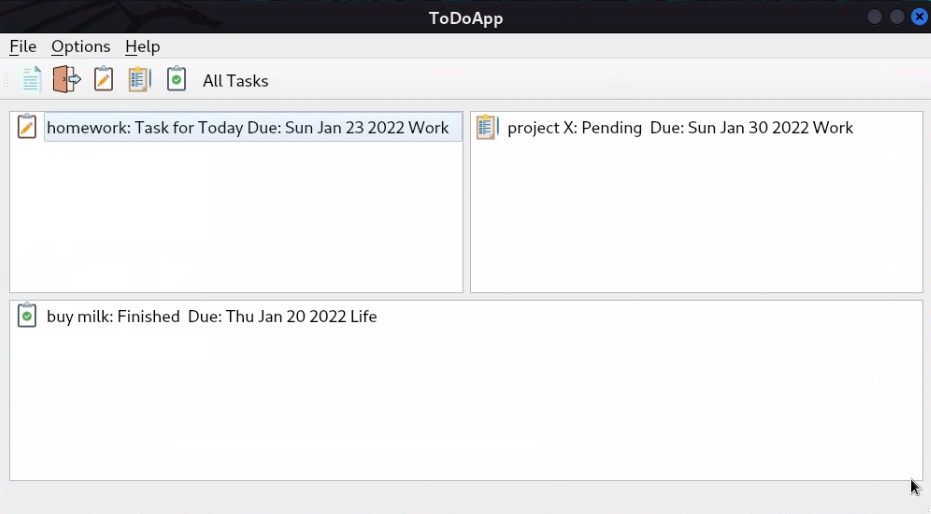 ToDoApp
File Options Help
All Tasks
homework: Task for Today Due: Sun Jan 23 2022 Work
project X: Pending  Due: Sun Jan 30 2022 Work
buy milk: Finished  Due: Thu Jan 20 2022 Life